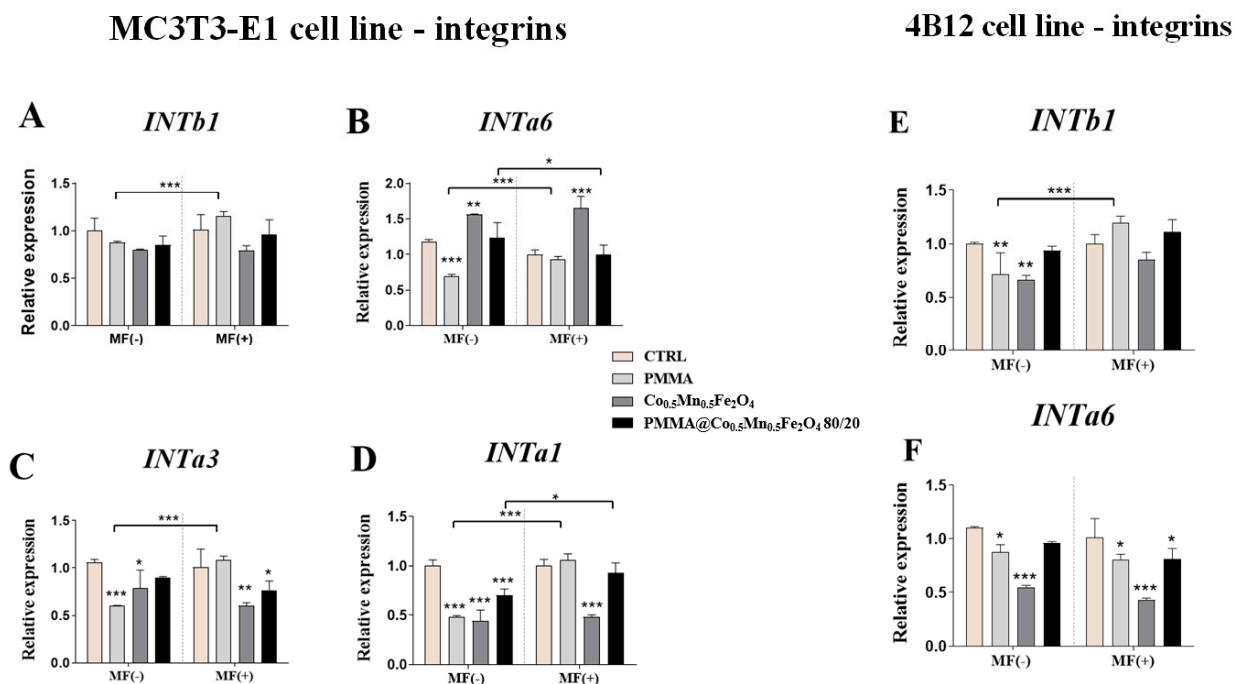 MC3T3-E1 cell line - integrins
4B12 cell line - integrins
A
INTb1
Relative expression
1.5
1.0
0.5
0.0
***
MF(-)
MF(+)
B
INTa6
Relative expression
2.0
1.5
1.0
0.5
0.0
*
***
***
**
***
MF(-)
MF(+)
CTRL
PMMA
Co0.5Mn0.5Fe2O4
PMMA@Co0.5Mn0.5Fe2O4 80/20
C
INTa3
Relative expression
1.5
1.0
0.5
0.0
***
***
*
**
*
MF(-)
MF(+)
D
INTa1
Relative expression
1.5
1.0
0.5
0.0
*
***
***
***
***
***
MF(-)
MF(+)
E
INTb1
Relative expression
1.5
1.0
0.5
0.0
***
**
**
MF(-)
MF(+)
F
INTa6
Relative expression
1.5
1.0
0.5
0.0
*
***
*
***
*
MF(-)
MF(+)